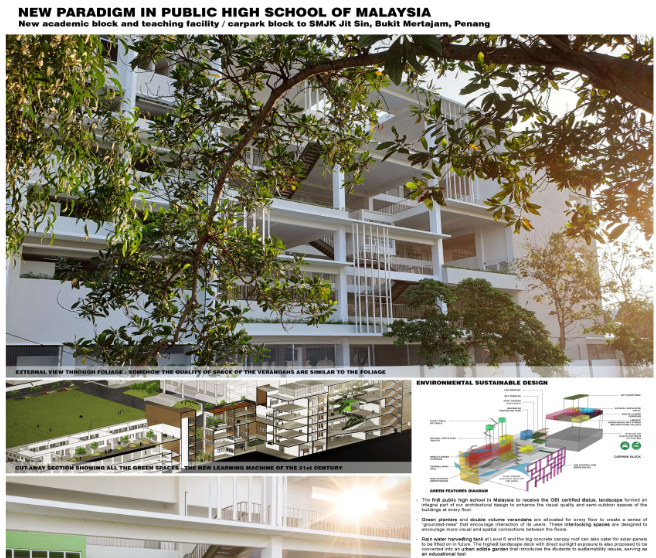 NEW PARADIGM IN PUBLIC HIGH SCHOOL OF MALAYSIA
New academic block and teaching facility / carpark block to SMJK Jit Sin, Bukit Mertajam, Penang
EXTERNAL VIEW THROUGH FOLIAGE - SOMEHOW THE QUALITY OF SPACE OF THE VERANDAHS ARE SIMILAR TO THE FOLIAGE
CUT AWAY SECTION SHOWING ALL THE GREEN SPACES - THE NEW LEARNING MACHINE OF THE 21st CENTURY
ENVIRONMENTAL SUSTAINABLE DESIGN
CARPARK BLOCK
GREEN FEATURES DIAGRAM
- The first public high school in Malaysia to receive the GBI certified status, landscape formed an
integral part of our architectural design to enhance the visual quality and semi-outdoor spaces of the
buildings at every floor.
- Green planters and double volume verandahs are allocated for every floor to create a sense of
"grounded-ness" that encourage interaction of its users. These interlocking spaces are designed to
encourage more visual and spatial connections between the floors.
- Rain water harvesting tank at Level 6 and the big concrete canopy roof can also cater for solar panels
to be fitted on in future. The highest landscape deck with direct sunlight exposure is also proposed to be
converted into an urban edible garden that introduces the students to sustainability issues, serving as
an educational tool.